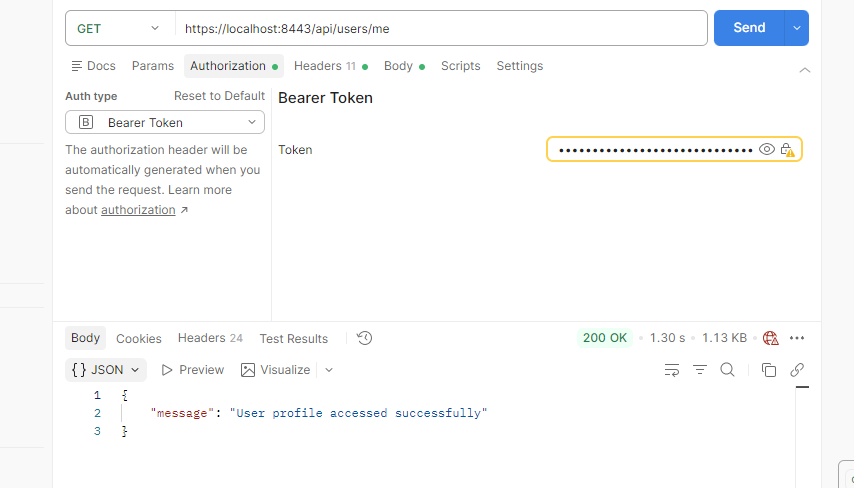 GET https://localhost:8443/api/users/me Send
Docs Params Authorization Headers 11 Body Scripts Settings
Auth type Reset to Default
B Bearer Token
The authorization header will be
automatically generated when you
send the request. Learn more
about authorization ↗
Bearer Token
Token ••••••••••••••••••••••••••••
Body Cookies Headers 24 Test Results 200 OK • 1.30 s • 1.13 KB •
{} JSON Preview Visualize
1 {
2 "message": "User profile accessed successfully"
3 }